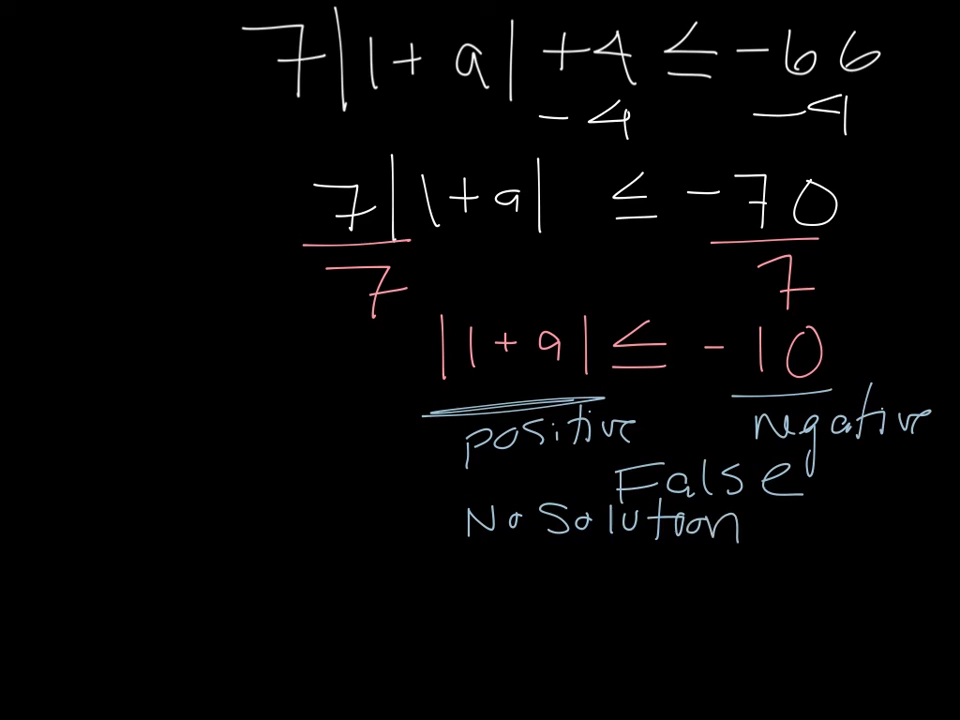 7|1+a|+4 ≤ -66
-4 -4
7|1+a| ≤ -70
7 7
|1+a| ≤ -10
positive negative
False
No Solution